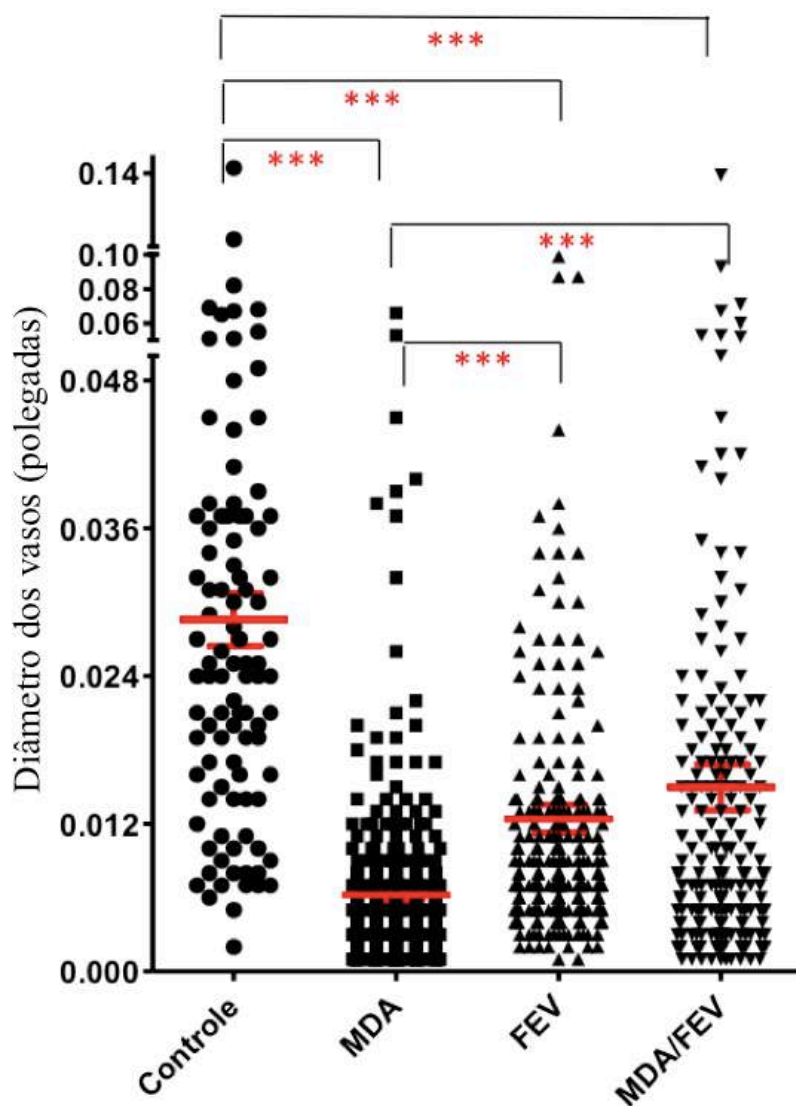 ***
***
***
***
***
0.14
0.10
0.08
0.06
0.048
0.036
0.024
0.012
0.000
Diâmetro dos vasos (polegadas)
Controle
MDA
FEV
MDA/FEV